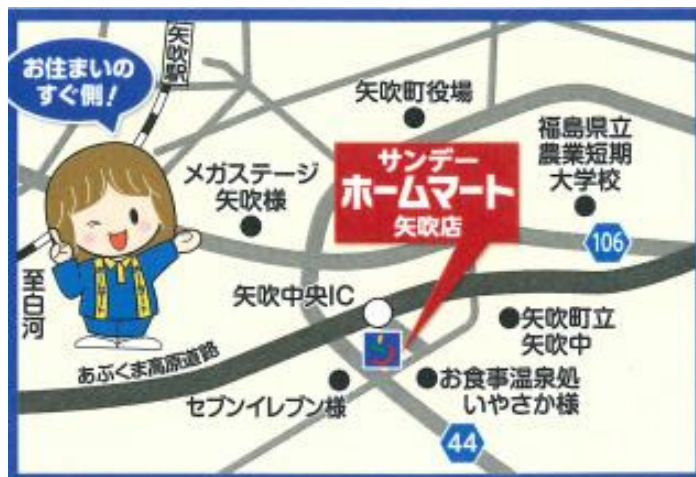 お住まいの
すぐ側！
矢吹駅
矢吹町役場
福島県立
農業短期
大学校
メガステージ
矢吹様
サンデー
ホームマート
矢吹店
106
至白河
矢吹中央IC
矢吹町立
矢吹中
あぶくま高原道路
お食事温泉処
いやさか様
セブンイレブン様
44